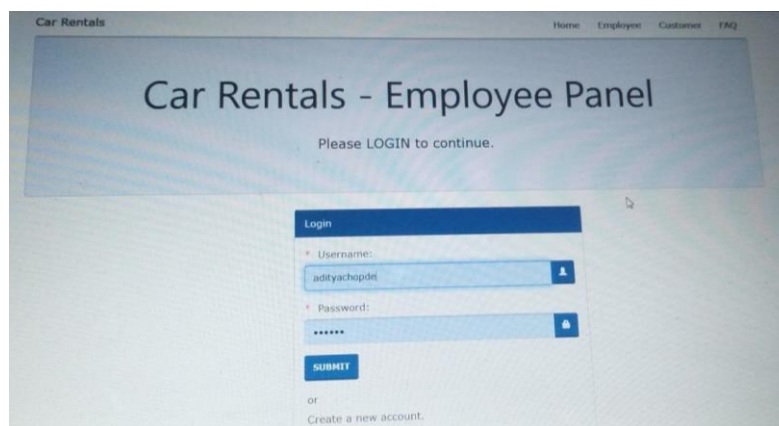 Car Rentals
Home Employee Customer FAQ
Car Rentals - Employee Panel
Please LOGIN to continue.
Login
* Username:
adityachopdei
* Password:
••••••
SUBMIT
or
Create a new account.